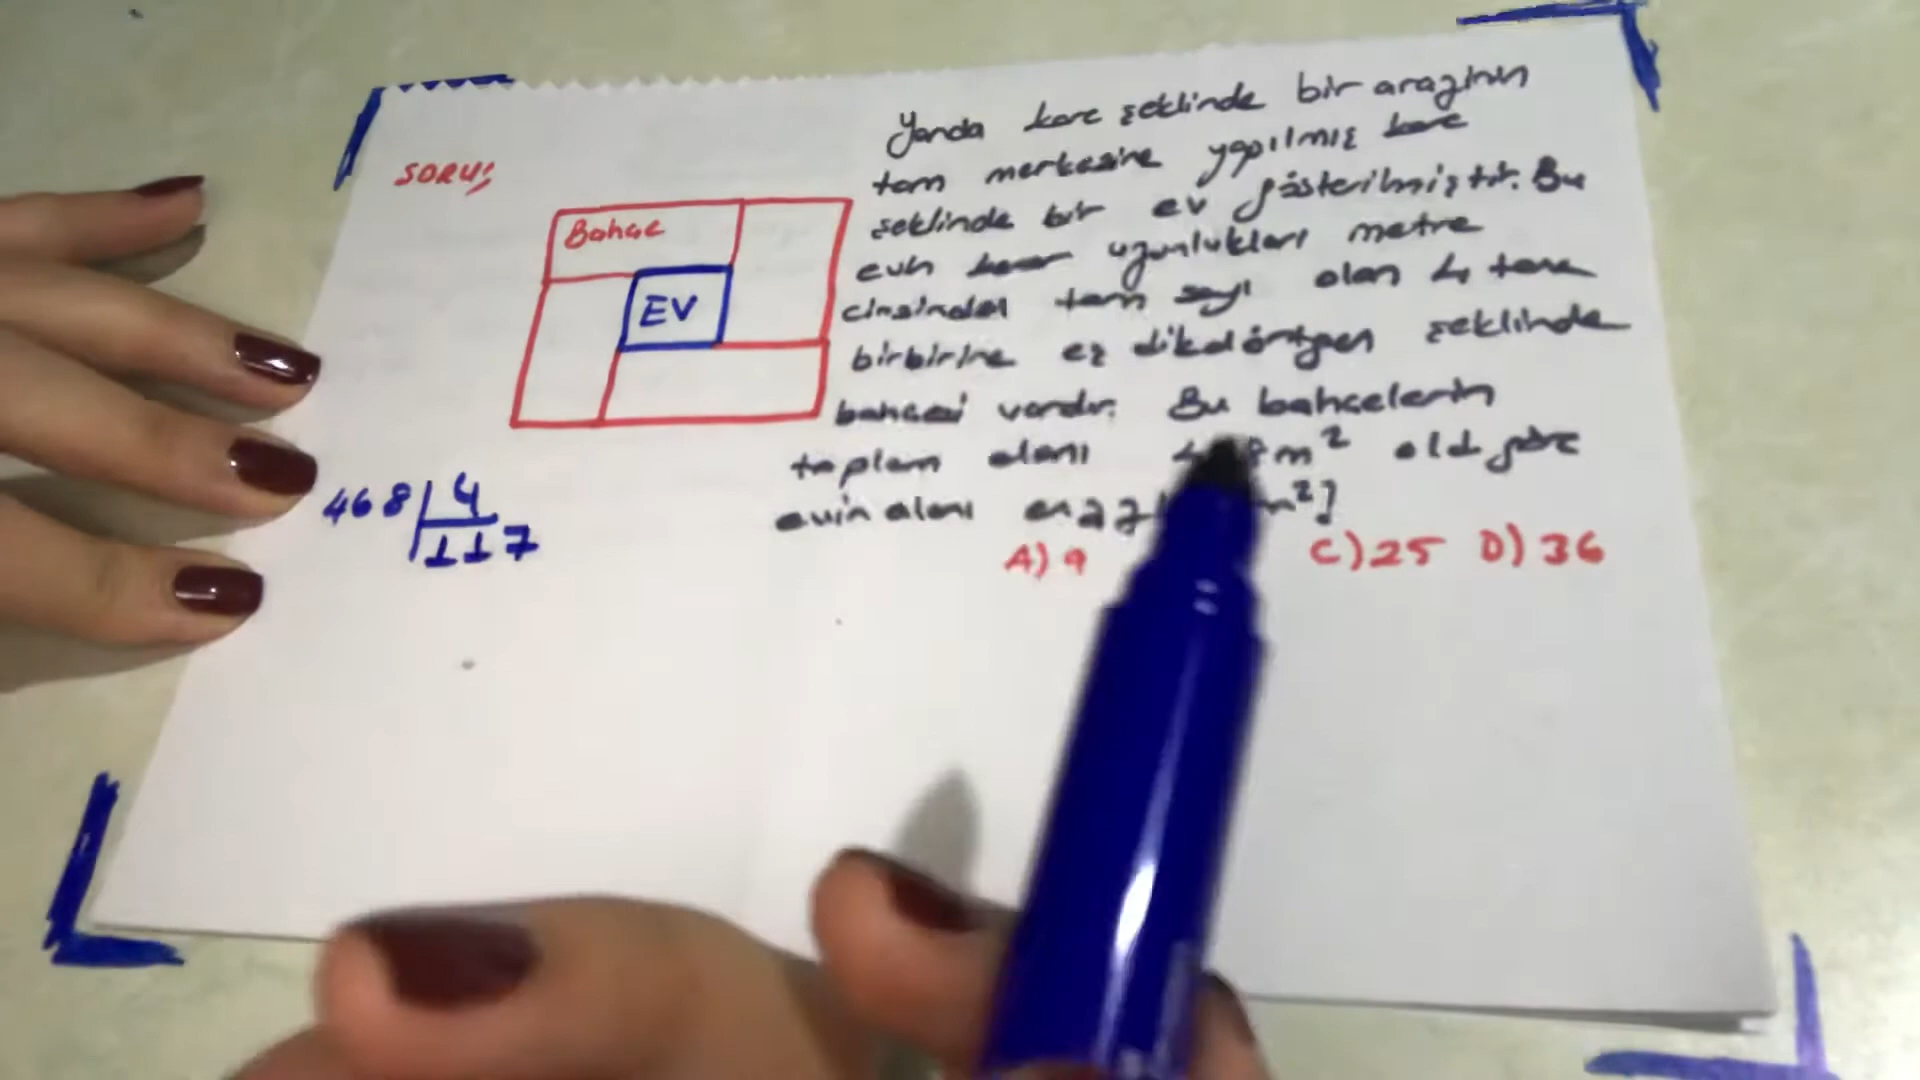 SORU:
Yanda kare şeklinde bir arazinin
tam merkezine yapılmış kare
şeklinde bir ev gösterilmiştir. Bu
evin kenar uzunlukları metre
cinsinden tam sayı olan 4 tane
birbirine eş dikdörtgen şeklinde
bahçesi vardır. Bu bahçelerin
toplam alanı m² old. göre
evin alanı en az m²?
A) 9 C) 25 D) 36
Bahçe
EV
468 4
117